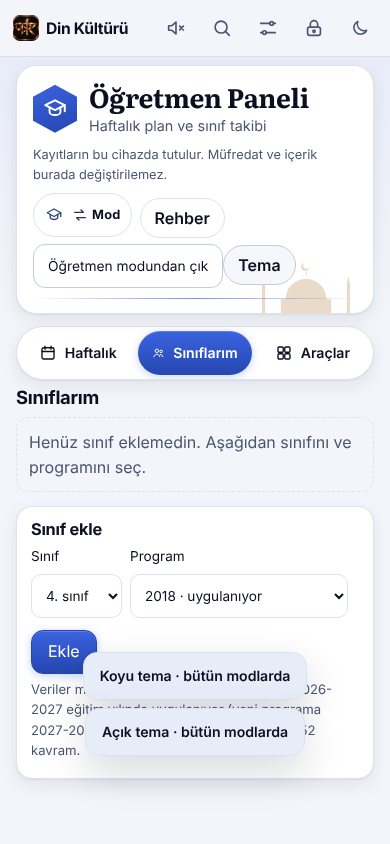 Din Kültürü
Öğretmen Paneli
Haftalık plan ve sınıf takibi
Kayıtların bu cihazda tutulur. Müfredat ve içerik
burada değiştirilemez.
Mod
Rehber
Öğretmen modundan çık
Tema
Haftalık
Sınıflarım
Araçlar
Sınıflarım
Henüz sınıf eklemedin. Aşağıdan sınıfını ve
programını seç.
Sınıf ekle
Sınıf Program
4. sınıf 2018 · uygulanıyor
Ekle
Koyu tema · bütün modlarda
Veriler 026-
2027
Açık tema · bütün modlarda
2027-20 52
kavram.